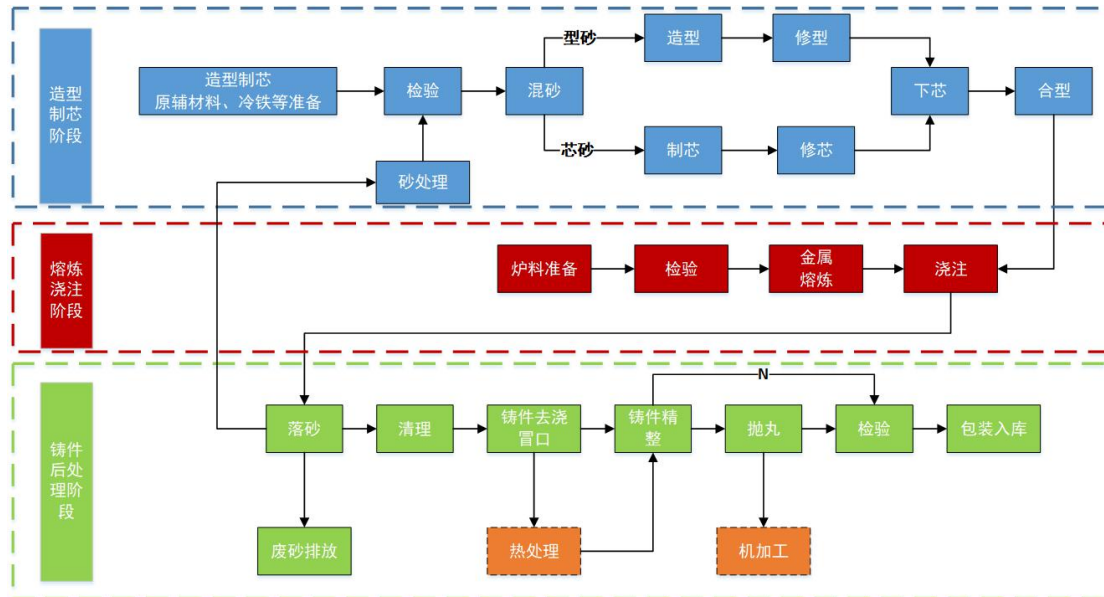 造型
制芯
阶段
造型制芯
原辅材料、冷铁等准备
检验
混砂
型砂
造型
修型
芯砂
制芯
修芯
下芯
合型
砂处理
熔炼
浇注
阶段
炉料准备
检验
金属
熔炼
浇注
铸件
后处
理阶
段
落砂
清理
铸件去浇
冒口
铸件精
整
N
抛丸
检验
包装入库
废砂排放
热处理
机加工